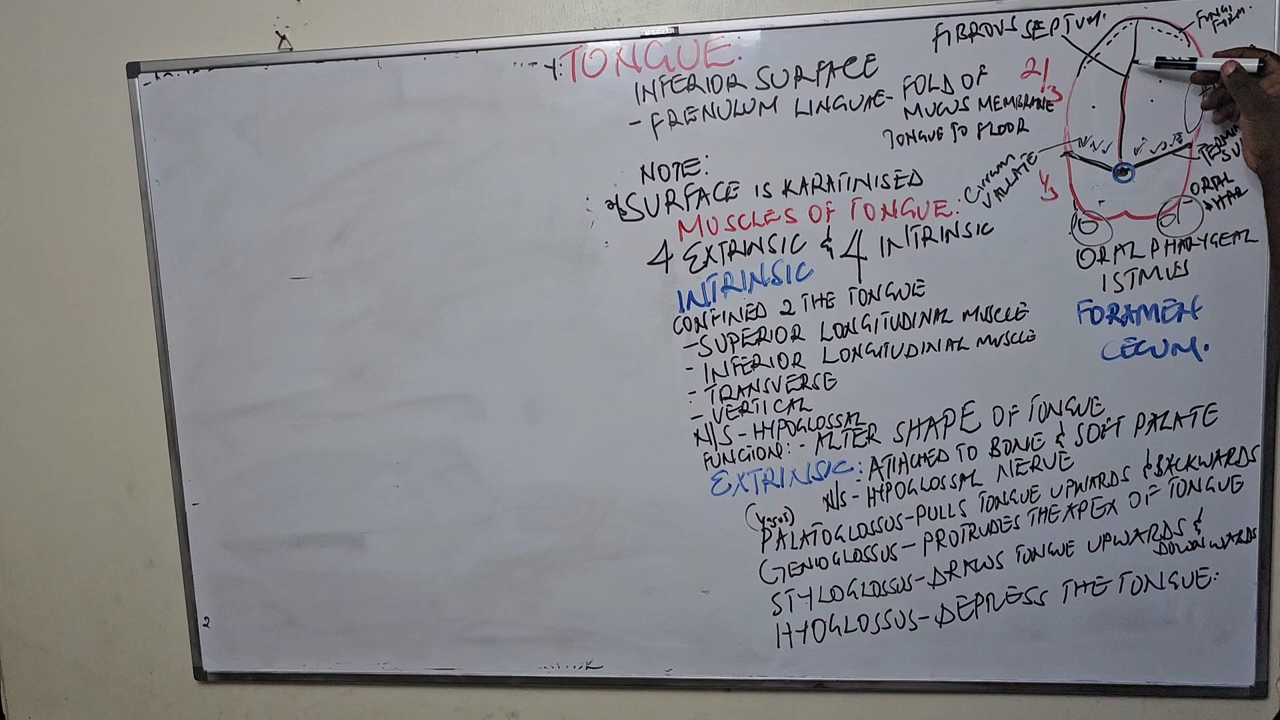 TONGUE:
INFERIOR SURFACE
- FRENULUM LINGUAE- FOLD OF
MUCUS MEMBRANE
TONGUE TO FLOOR
NOTE:
SURFACE IS KARATINISED
MUSCLES OF TONGUE:
4 EXTRINSIC & 4 INTRINSIC
INTRINSIC
CONFINED 2 THE TONGUE
- SUPERIOR LONGITUDINAL MUSCLE
- INFERIOR LONGITUDINAL MUSCLE
- TRANSVERSE
- VERTICAL
N/S - HYPOGLOSSAL
FUNCTION:- ALTER SHAPE OF TONGUE
EXTRINSIC: ATTACHED TO BONE & SOFT PALATE
N/S - HYPOGLOSSAL NERVE
PALATOGLOSSUS- PULLS TONGUE UPWARDS & BACKWARDS
GENIOGLOSSUS- PROTRUDES THE APEX OF TONGUE
STYLOGLOSSUS- DRAWS TONGUE UPWARDS &
DOWNWARDS
HYOGLOSSUS- DEPRESS THE TONGUE:
FIBROUS SEPTUM.
FUNGI
FORM.
2/3
CIRCUM
VALLATE
1/3
ORAL
ORAL PHARYGEAL
ISTMUS
FORAMEN
CECUM.
2